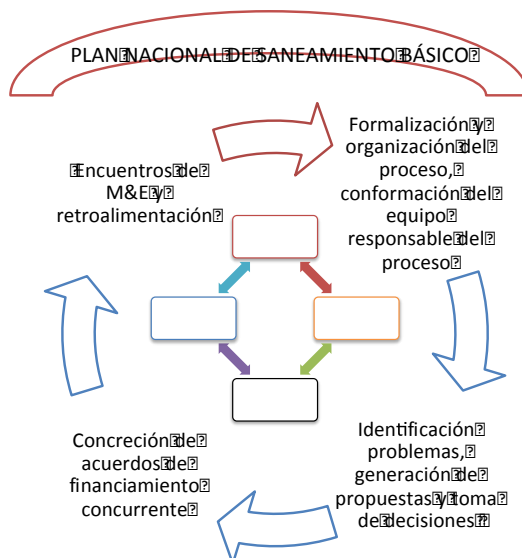 PLAN NACIONAL DE SANEAMIENTO BÁSICO
Encuentros de
M&E y
retroalimentación
Formalización y
organización del
proceso,
conformación del
equipo
responsable del
proceso
Identificación
problemas,
generación de
propuestas y toma
de decisiones
Concreción de
acuerdos de
financiamiento
concurrente